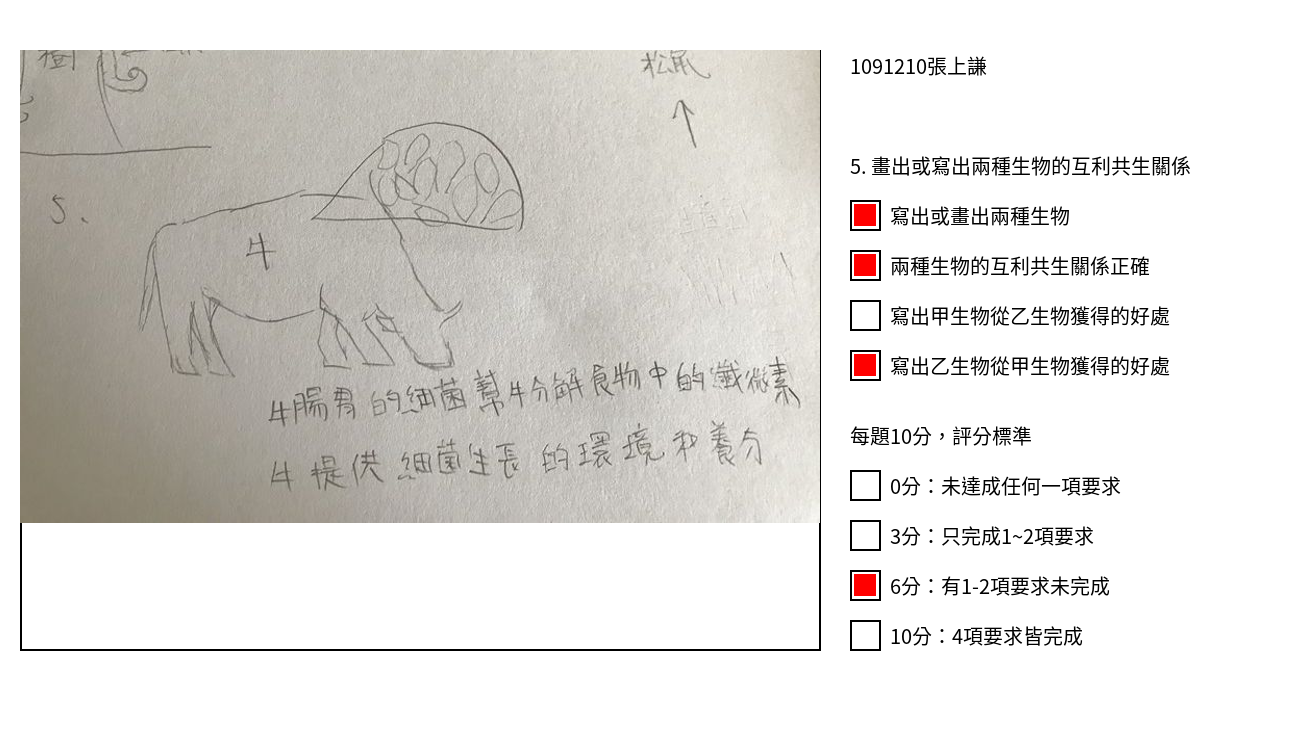 樹
松鼠
5.
牛
牛腸胃的細菌幫牛分解食物中的纖微素
牛提供細菌生長的環境和養分
1091210張上謙
5. 畫出或寫出兩種生物的互利共生關係
寫出或畫出兩種生物
兩種生物的互利共生關係正確
寫出甲生物從乙生物獲得的好處
寫出乙生物從甲生物獲得的好處
每題10分，評分標準
0分：未達成任何一項要求
3分：只完成1~2項要求
6分：有1-2項要求未完成
10分：4項要求皆完成